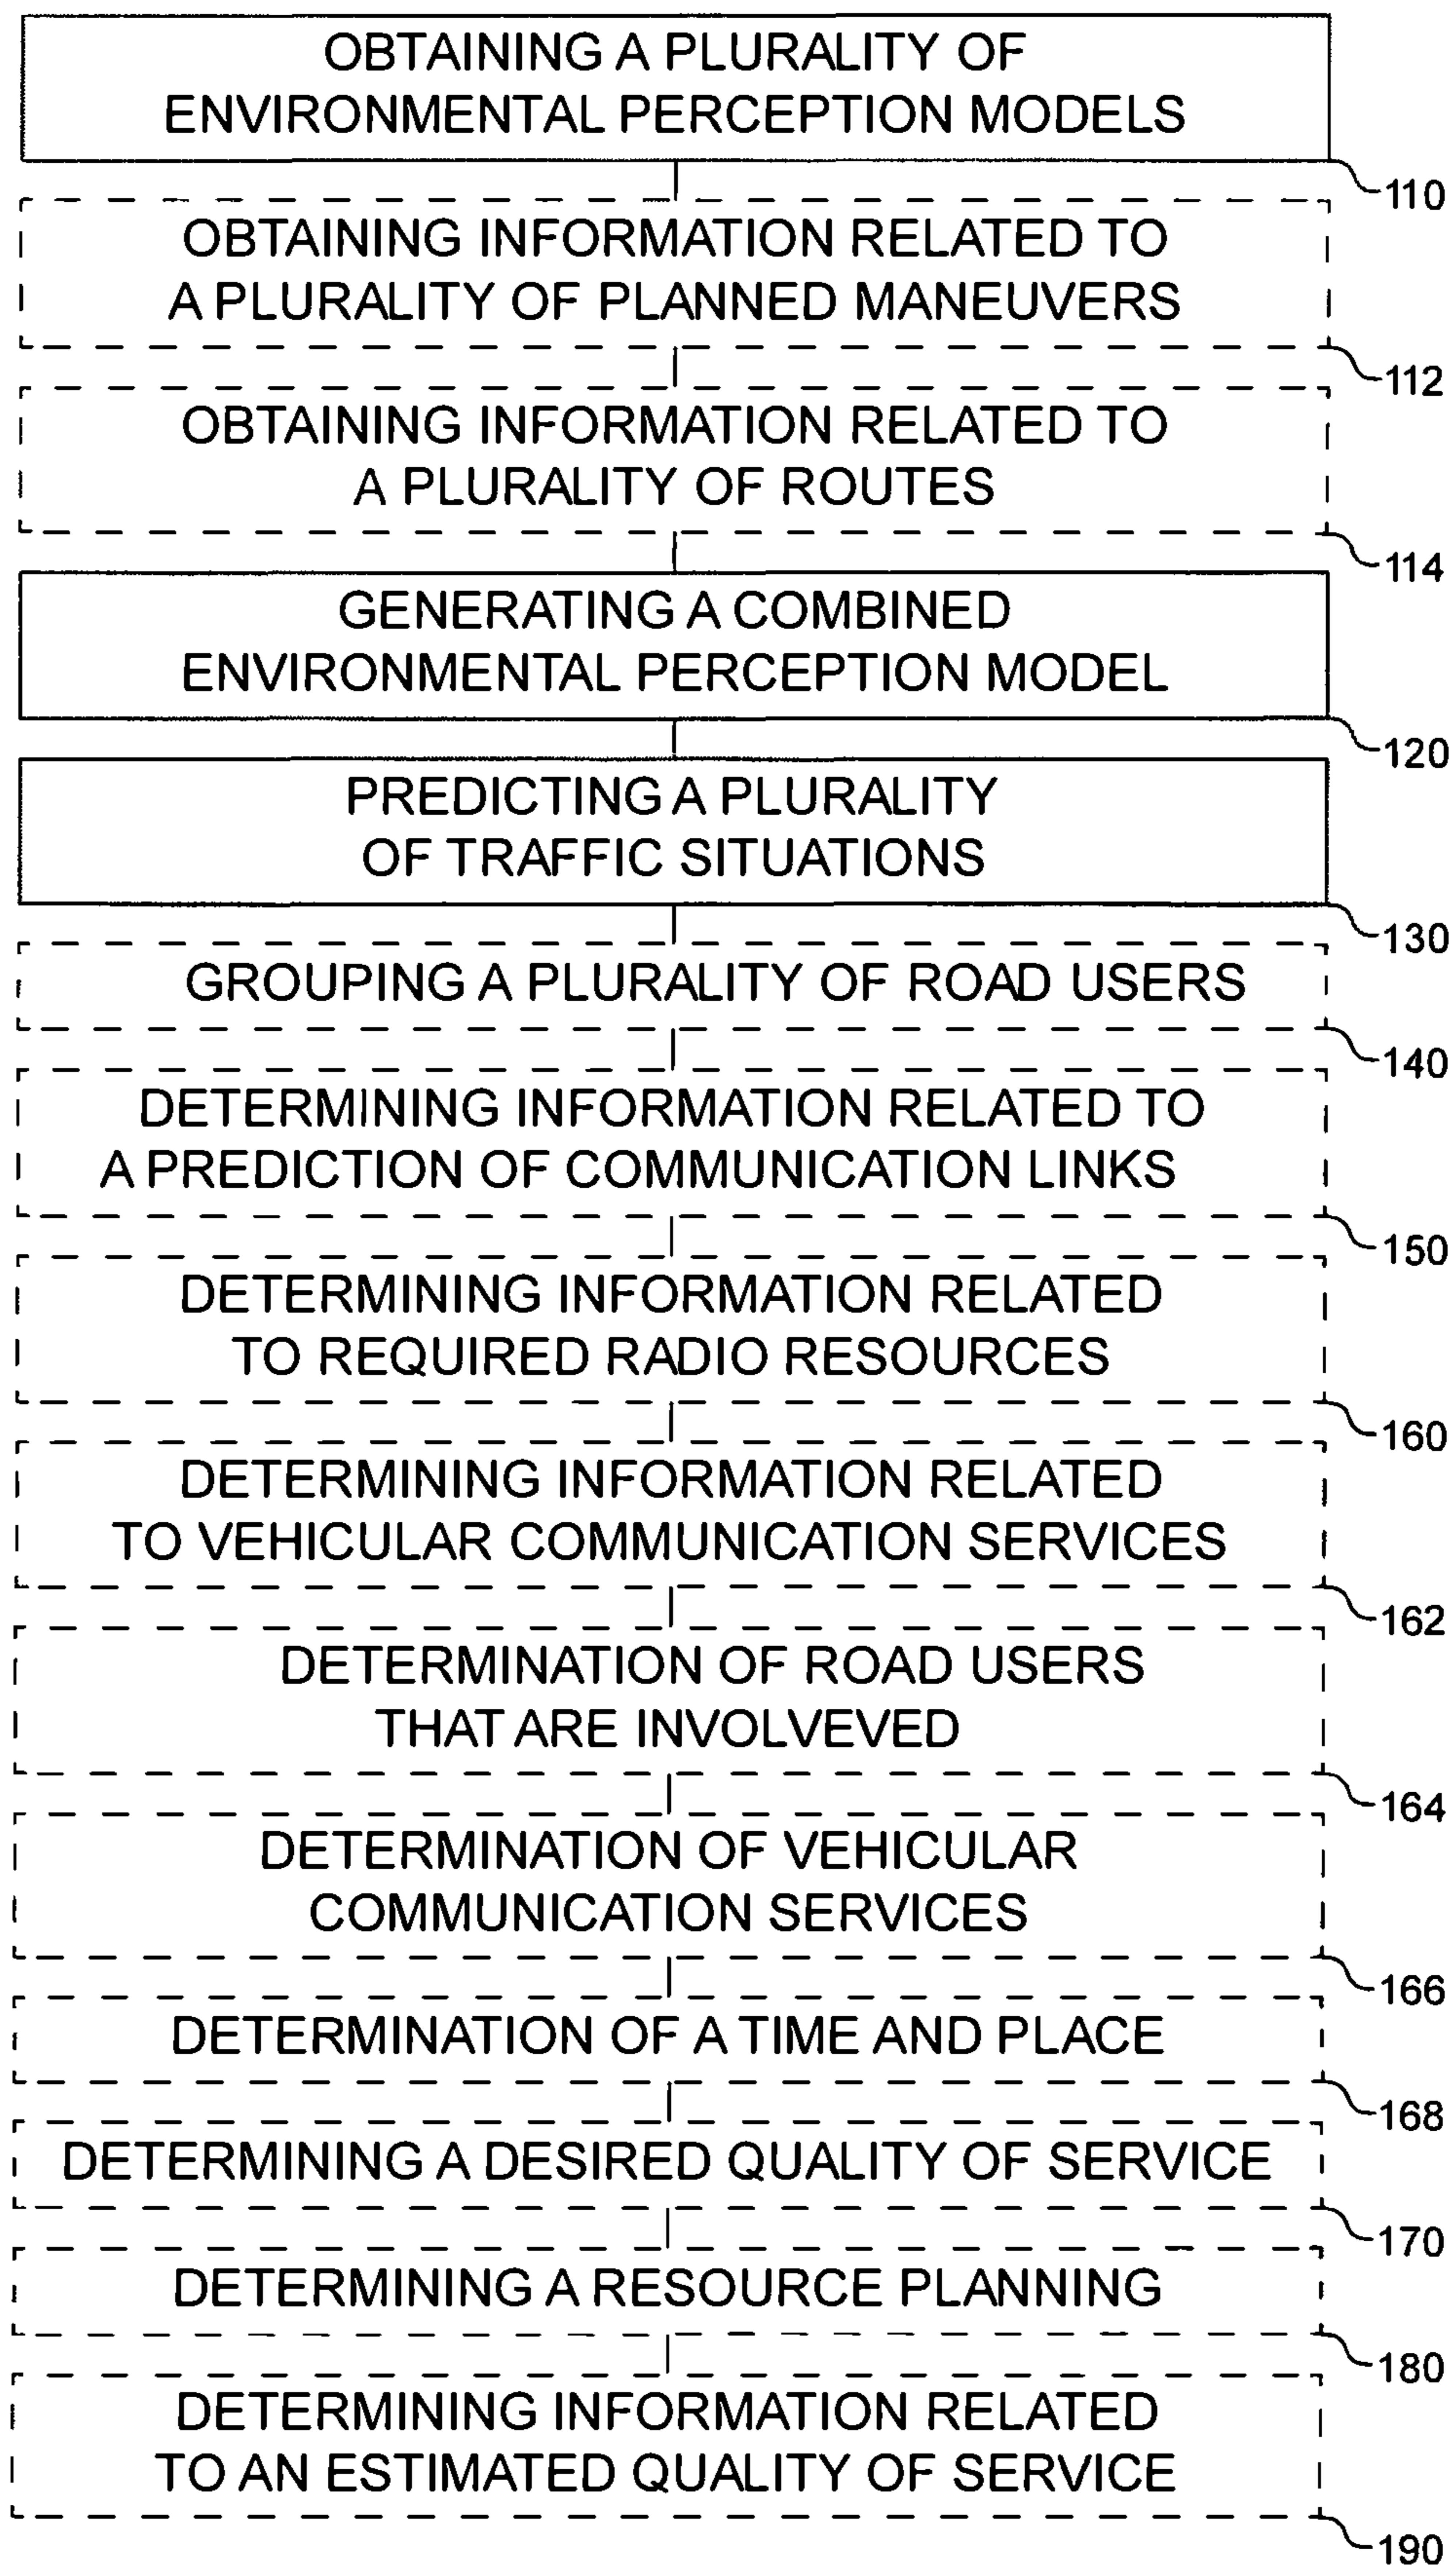 OBTAINING A PLURALITY OF
ENVIRONMENTAL PERCEPTION MODELS
110
OBTAINING INFORMATION RELATED TO
A PLURALITY OF PLANNED MANEUVERS
112
OBTAINING INFORMATION RELATED TO
A PLURALITY OF ROUTES
114
GENERATING A COMBINED
ENVIRONMENTAL PERCEPTION MODEL
120
PREDICTING A PLURALITY
OF TRAFFIC SITUATIONS
130
GROUPING A PLURALITY OF ROAD USERS
140
DETERMINING INFORMATION RELATED TO
A PREDICTION OF COMMUNICATION LINKS
150
DETERMINING INFORMATION RELATED
TO REQUIRED RADIO RESOURCES
160
DETERMINING INFORMATION RELATED
TO VEHICULAR COMMUNICATION SERVICES
162
DETERMINATION OF ROAD USERS
THAT ARE INVOLVEVED
164
DETERMINATION OF VEHICULAR
COMMUNICATION SERVICES
166
DETERMINATION OF A TIME AND PLACE
168
DETERMINING A DESIRED QUALITY OF SERVICE
170
DETERMINING A RESOURCE PLANNING
180
DETERMINING INFORMATION RELATED
TO AN ESTIMATED QUALITY OF SERVICE
190